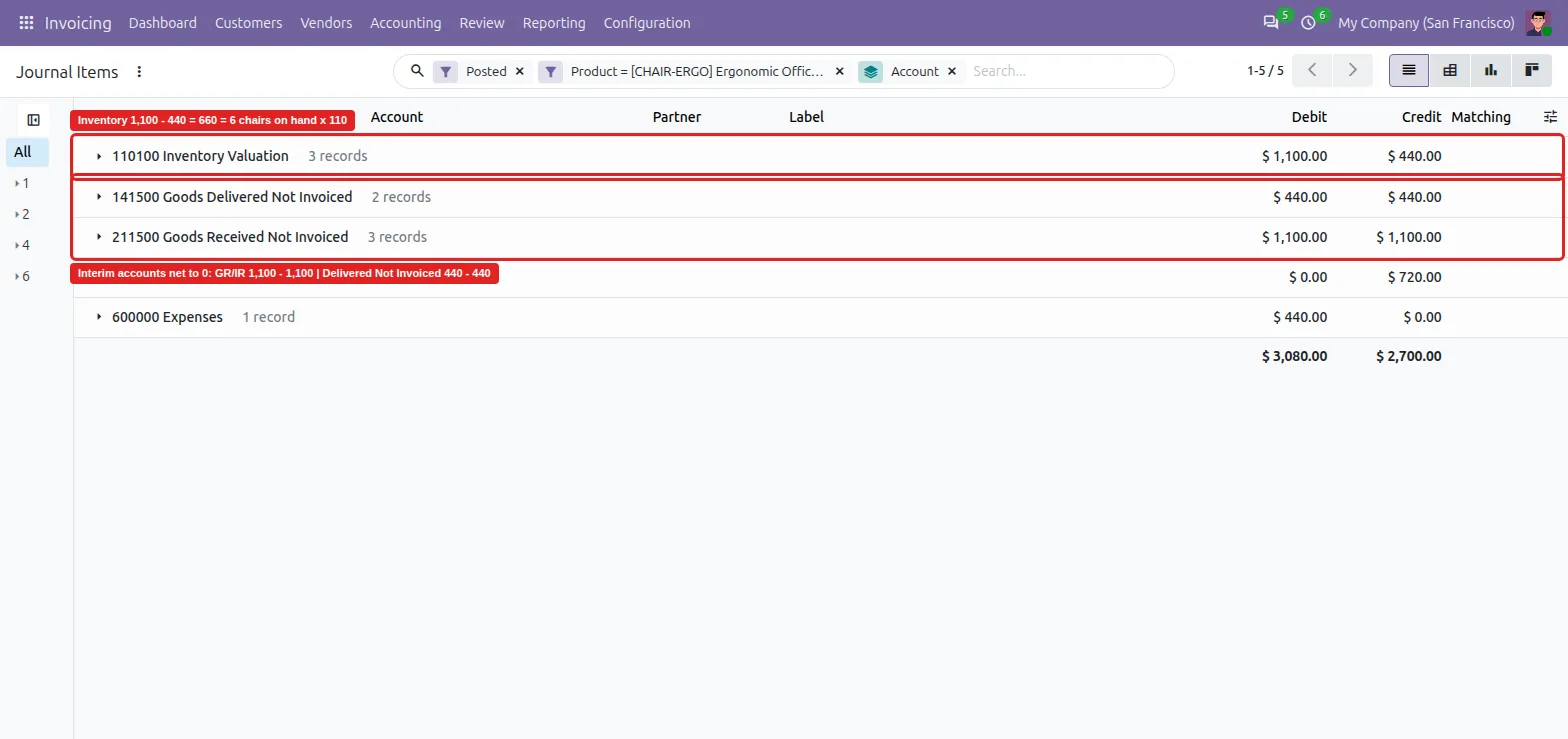 Invoicing Dashboard Customers Vendors Accounting Review Reporting Configuration 5 6 My Company (San Francisco)
Journal Items Posted × Product = [CHAIR-ERGO] Ergonomic Offic... × Account × Search... 1-5 / 5
Inventory 1,100 - 440 = 660 = 6 chairs on hand x 110 Account Partner Label Debit Credit Matching
All
110100 Inventory Valuation 3 records $ 1,100.00 $ 440.00
1
141500 Goods Delivered Not Invoiced 2 records $ 440.00 $ 440.00
2
211500 Goods Received Not Invoiced 3 records $ 1,100.00 $ 1,100.00
4
Interim accounts net to 0: GR/IR 1,100 - 1,100 | Delivered Not Invoiced 440 - 440 $ 0.00 $ 720.00
6
600000 Expenses 1 record $ 440.00 $ 0.00
$ 3,080.00 $ 2,700.00